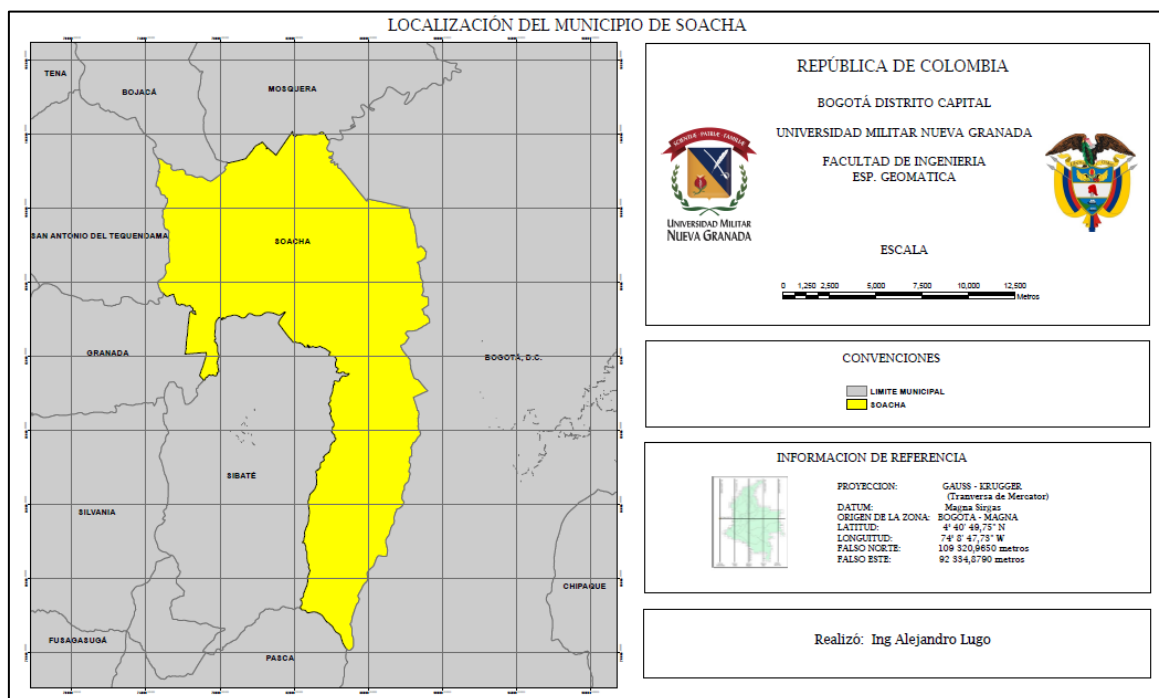 LOCALIZACIÓN DEL MUNICIPIO DE SOACHA
TENA
BOJACÁ
MOSQUERA
SAN ANTONIO DEL TEQUENDAMA
SOACHA
GRANADA
BOGOTÁ, D.C.
SIBATÉ
SILVANIA
CHIPAQUE
FUSAGASUGÁ
PASCA
REPÚBLICA DE COLOMBIA
BOGOTÁ DISTRITO CAPITAL
UNIVERSIDAD MILITAR NUEVA GRANADA
FACULTAD DE INGENIERIA
ESP. GEOMATICA
SCIENTIAE PATRIAE FAMILIAE
UNIVERSIDAD MILITAR
NUEVA GRANADA
ESCALA
0 1,250 2,500 5,000 7,500 10,000 12,500
Metros
CONVENCIONES
LIMITE MUNICIPAL
SOACHA
INFORMACION DE REFERENCIA
PROYECCION: GAUSS - KRUGGER
(Tranversa de Mercator)
DATUM: Magna Sirgas
ORIGEN DE LA ZONA: BOGOTA - MAGNA
LATITUD: 4° 40' 49,75" N
LONGUITUD: 74° 8' 47,73" W
FALSO NORTE: 109 320,9650 metros
FALSO ESTE: 92 334,8790 metros
Realizó: Ing Alejandro Lugo